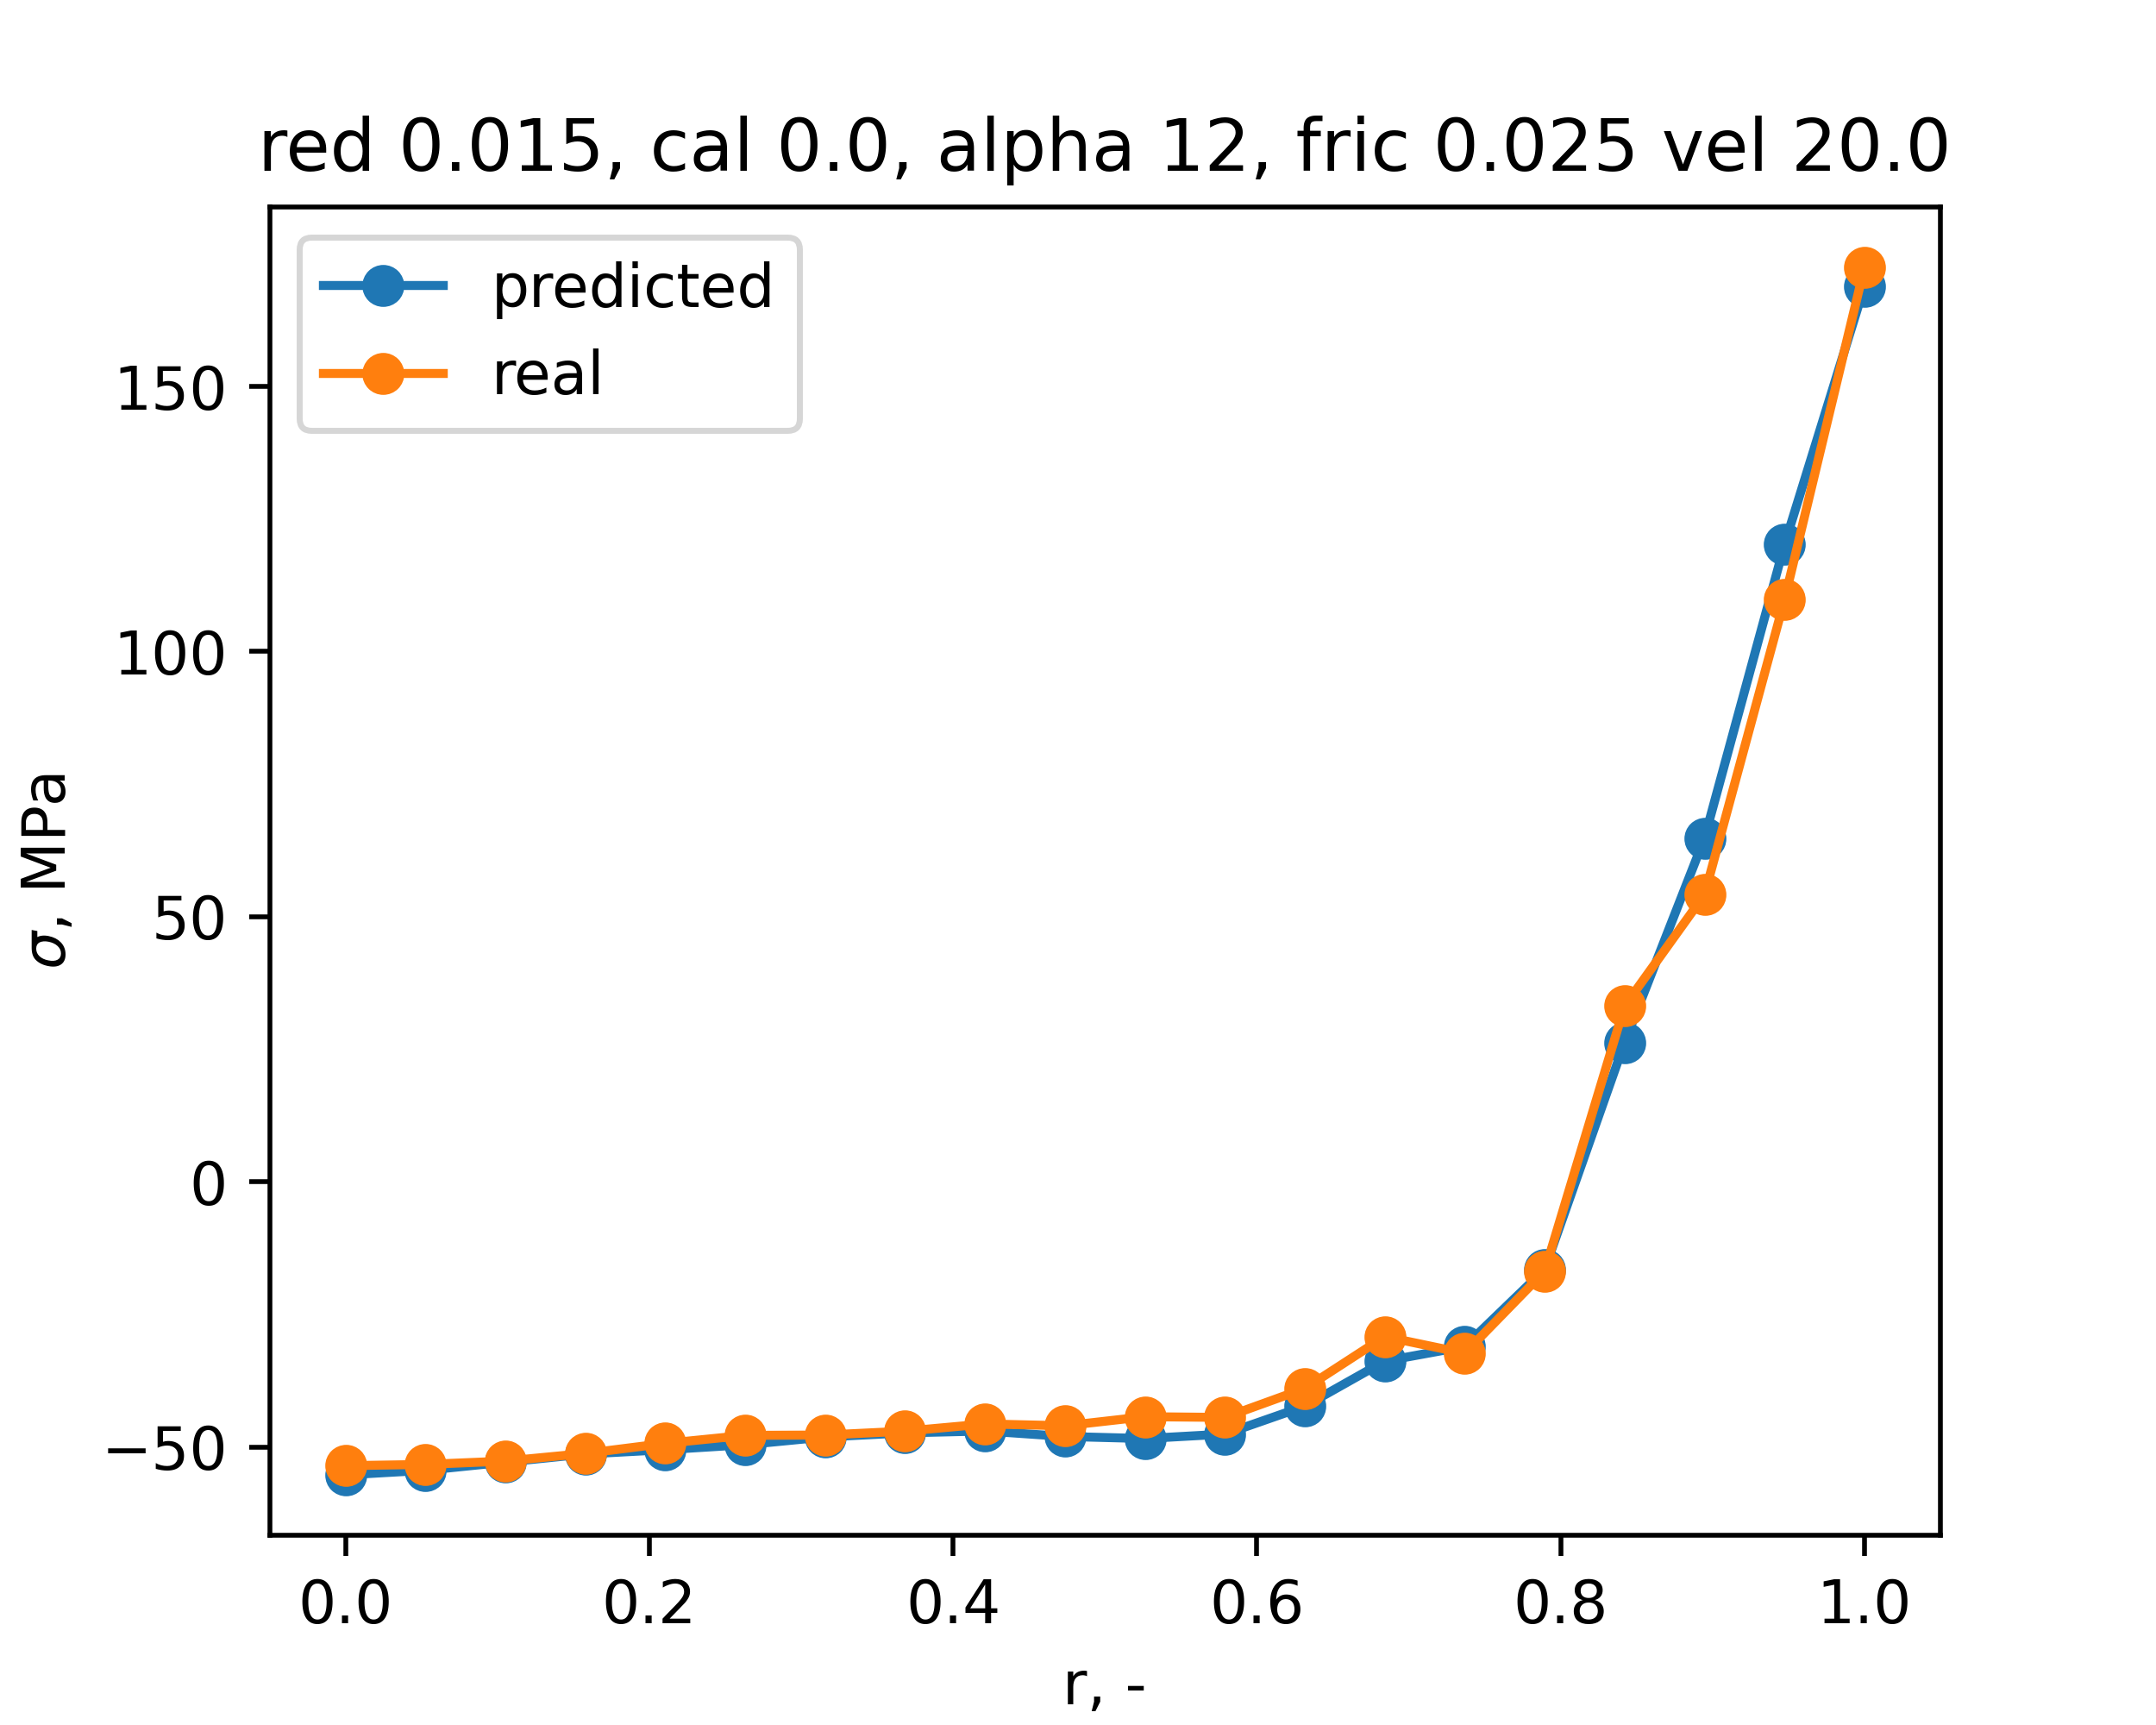 red 0.015, cal 0.0, alpha 12, fric 0.025 vel 20.0
predicted
real
150
100
50
0
−50
σ, MPa
0.0 0.2 0.4 0.6 0.8 1.0
r, -